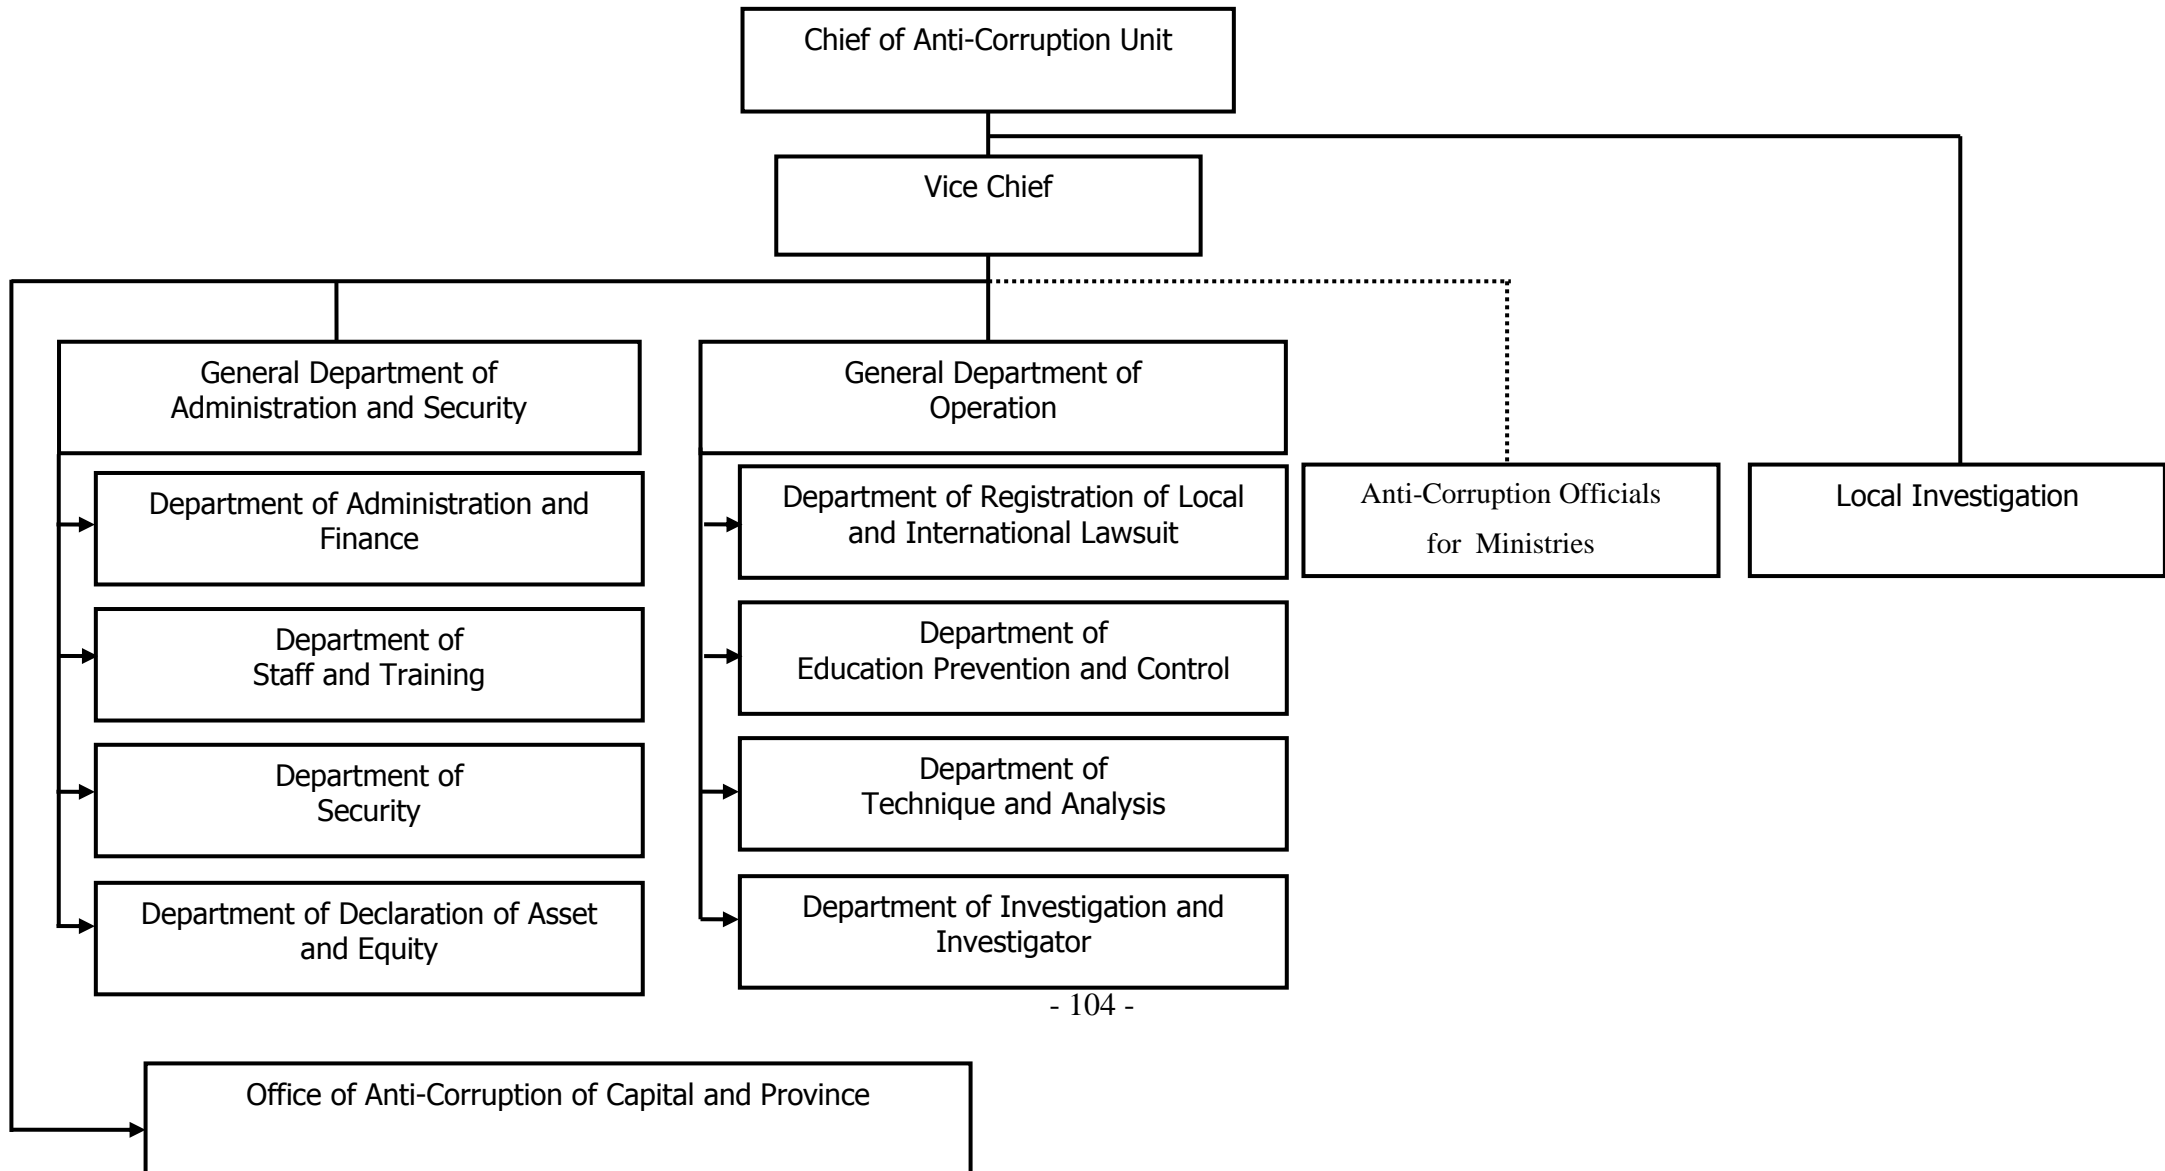 Chief of Anti-Corruption Unit
Vice Chief
General Department of
Administration and Security
Department of Administration and
Finance
Department of
Staff and Training
Department of
Security
Department of Declaration of Asset
and Equity
General Department of
Operation
Department of Registration of Local
and International Lawsuit
Department of
Education Prevention and Control
Department of
Technique and Analysis
Department of Investigation and
Investigator
Anti-Corruption Officials
for Ministries
Local Investigation
- 104 -
Office of Anti-Corruption of Capital and Province